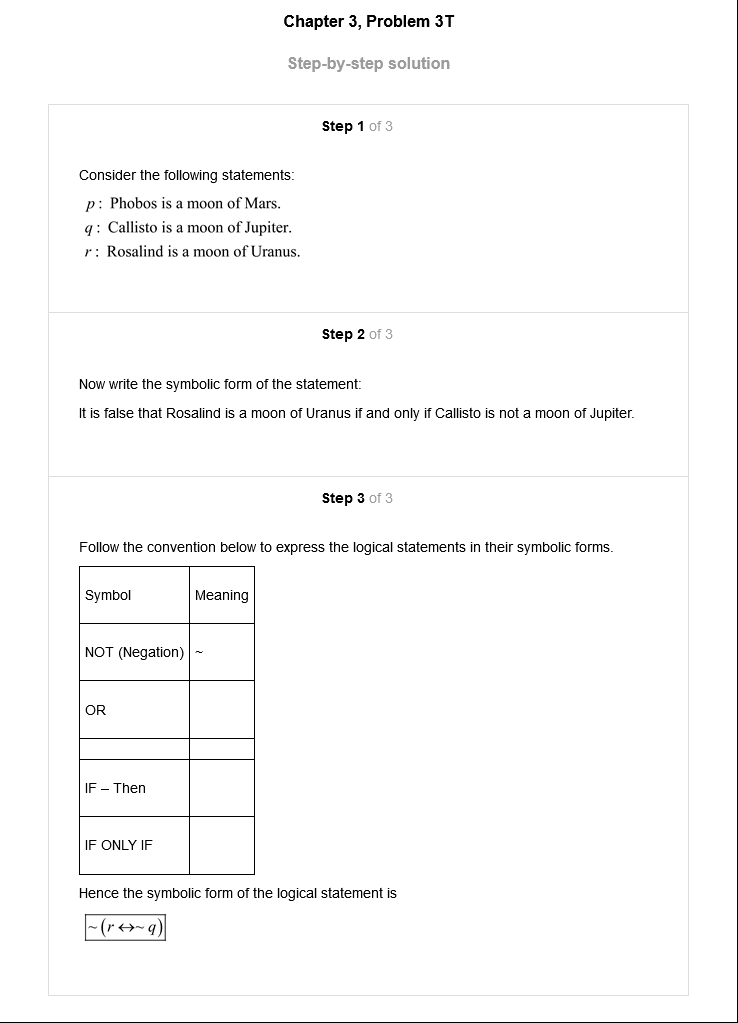 Chapter 3, Problem 3T
Step-by-step solution
Step 1 of 3
Consider the following statements:
p : Phobos is a moon of Mars.
q : Callisto is a moon of Jupiter.
r : Rosalind is a moon of Uranus.
Step 2 of 3
Now write the symbolic form of the statement:
It is false that Rosalind is a moon of Uranus if and only if Callisto is not a moon of Jupiter.
Step 3 of 3
Follow the convention below to express the logical statements in their symbolic forms.
Symbol Meaning
NOT (Negation) ~
OR
IF – Then
IF ONLY IF
Hence the symbolic form of the logical statement is
~ (r ↔ ~ q)